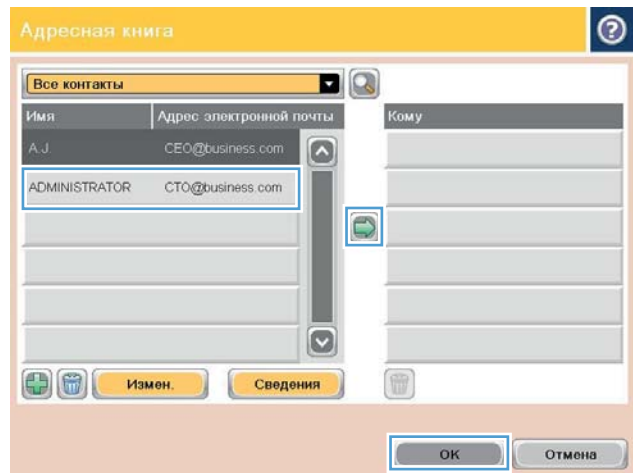 Адресная книга
Все контакты
Имя Адрес электронной почты Кому
A.J. CEO@business.com
ADMINISTRATOR CTO@business.com
Измен. Сведения
OK Отмена